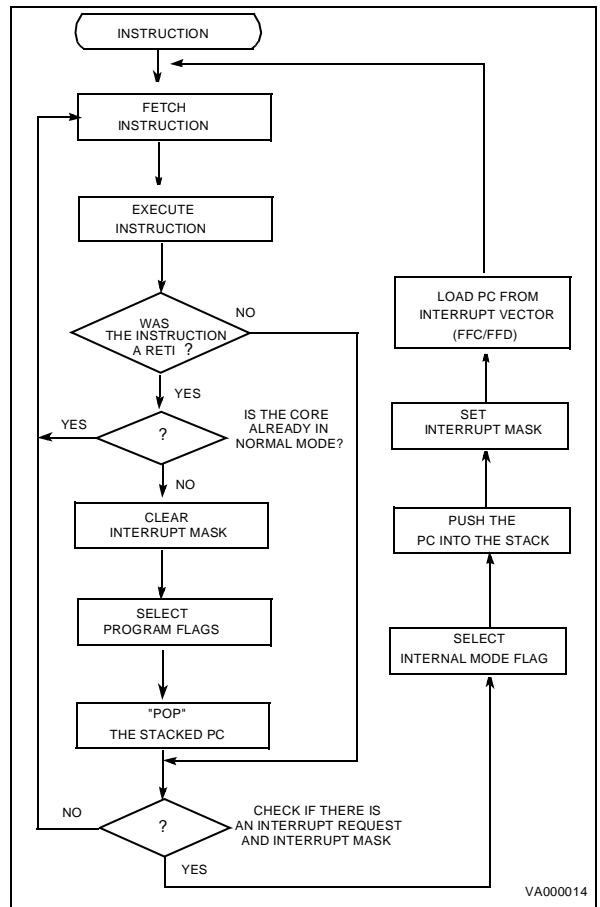 INSTRUCTION
FETCH
INSTRUCTION
EXECUTE
INSTRUCTION
WAS
THE INSTRUCTION
A RETI ?
NO
YES
?
IS THE CORE
ALREADY IN
NORMAL MODE?
YES
NO
CLEAR
INTERRUPT MASK
SELECT
PROGRAM FLAGS
"POP"
THE STACKED PC
?
CHECK IF THERE IS
AN INTERRUPT REQUEST
AND INTERRUPT MASK
NO
YES
SELECT
INTERNAL MODE FLAG
PUSH THE
PC INTO THE STACK
SET
INTERRUPT MASK
LOAD PC FROM
INTERRUPT VECTOR
(FFC/FFD)
VA000014